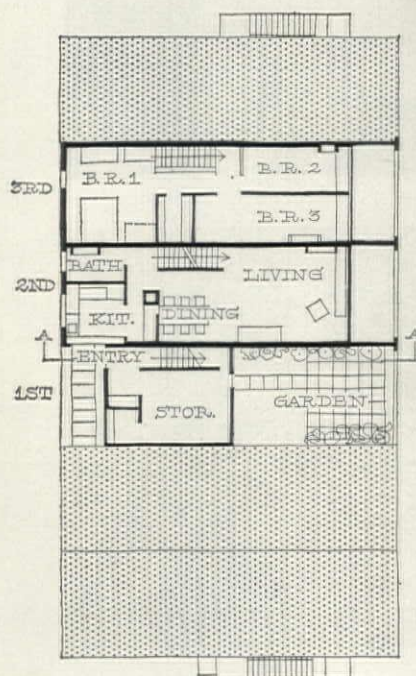 3RD
B.R.1
B.R.2
B.R.3
2ND
BATH
LIVING
KIT.
DINING
A
A
1ST
ENTRY
STOR.
GARDEN